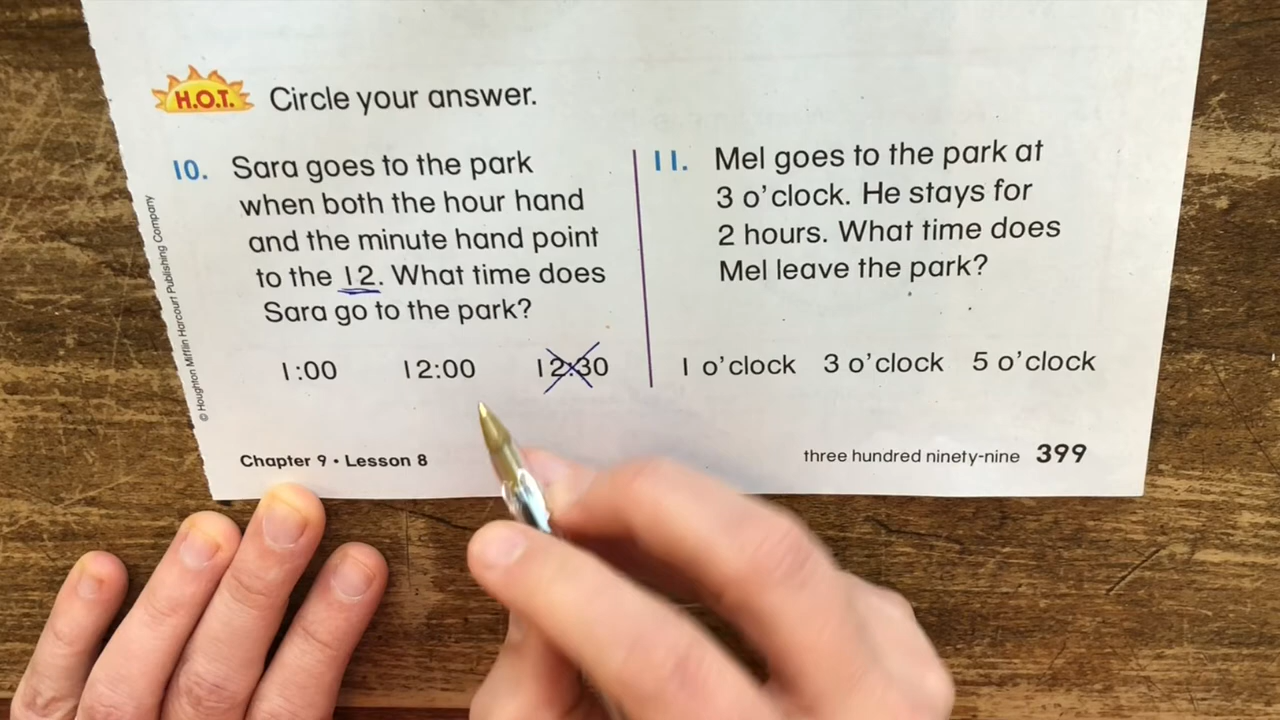 H.O.T. Circle your answer.
10. Sara goes to the park
when both the hour hand
and the minute hand point
to the 12. What time does
Sara go to the park?
1:00 12:00 12:30
11. Mel goes to the park at
3 o'clock. He stays for
2 hours. What time does
Mel leave the park?
1 o'clock 3 o'clock 5 o'clock
© Houghton Mifflin Harcourt Publishing Company
Chapter 9 • Lesson 8
three hundred ninety-nine 399